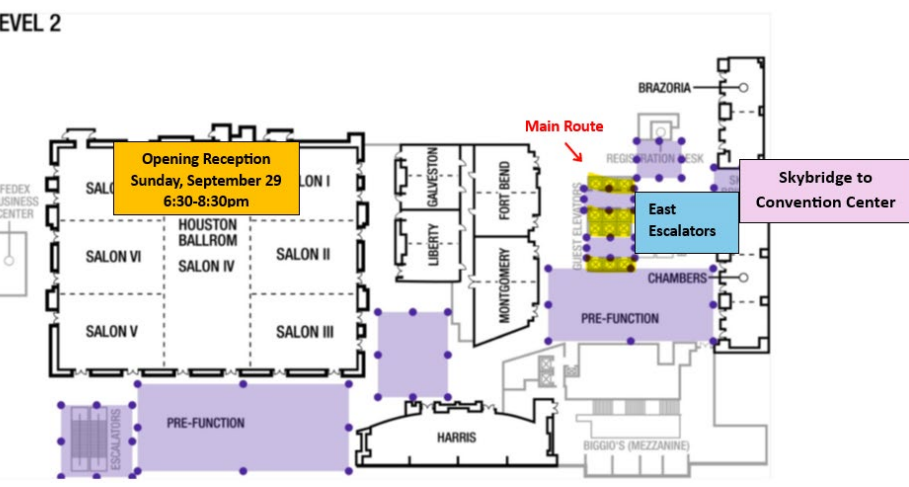 EVEL 2
BRAZORIA
Main Route
REGISTRATION DESK
Opening Reception
Sunday, September 29
6:30-8:30pm
SALO
LON I
GALVESTON
FORT BEND
GUEST ELEVATORS
SK
Skybridge to
Convention Center
East
Escalators
FEDEX
USINESS
CENTER
HOUSTON
BALLROM
SALON VI
SALON IV
SALON II
LIBERTY
MONTGOMERY
CHAMBERS
SALON V
SALON III
PRE-FUNCTION
ESCALATORS
PRE-FUNCTION
HARRIS
BIGGIO'S (MEZZANINE)